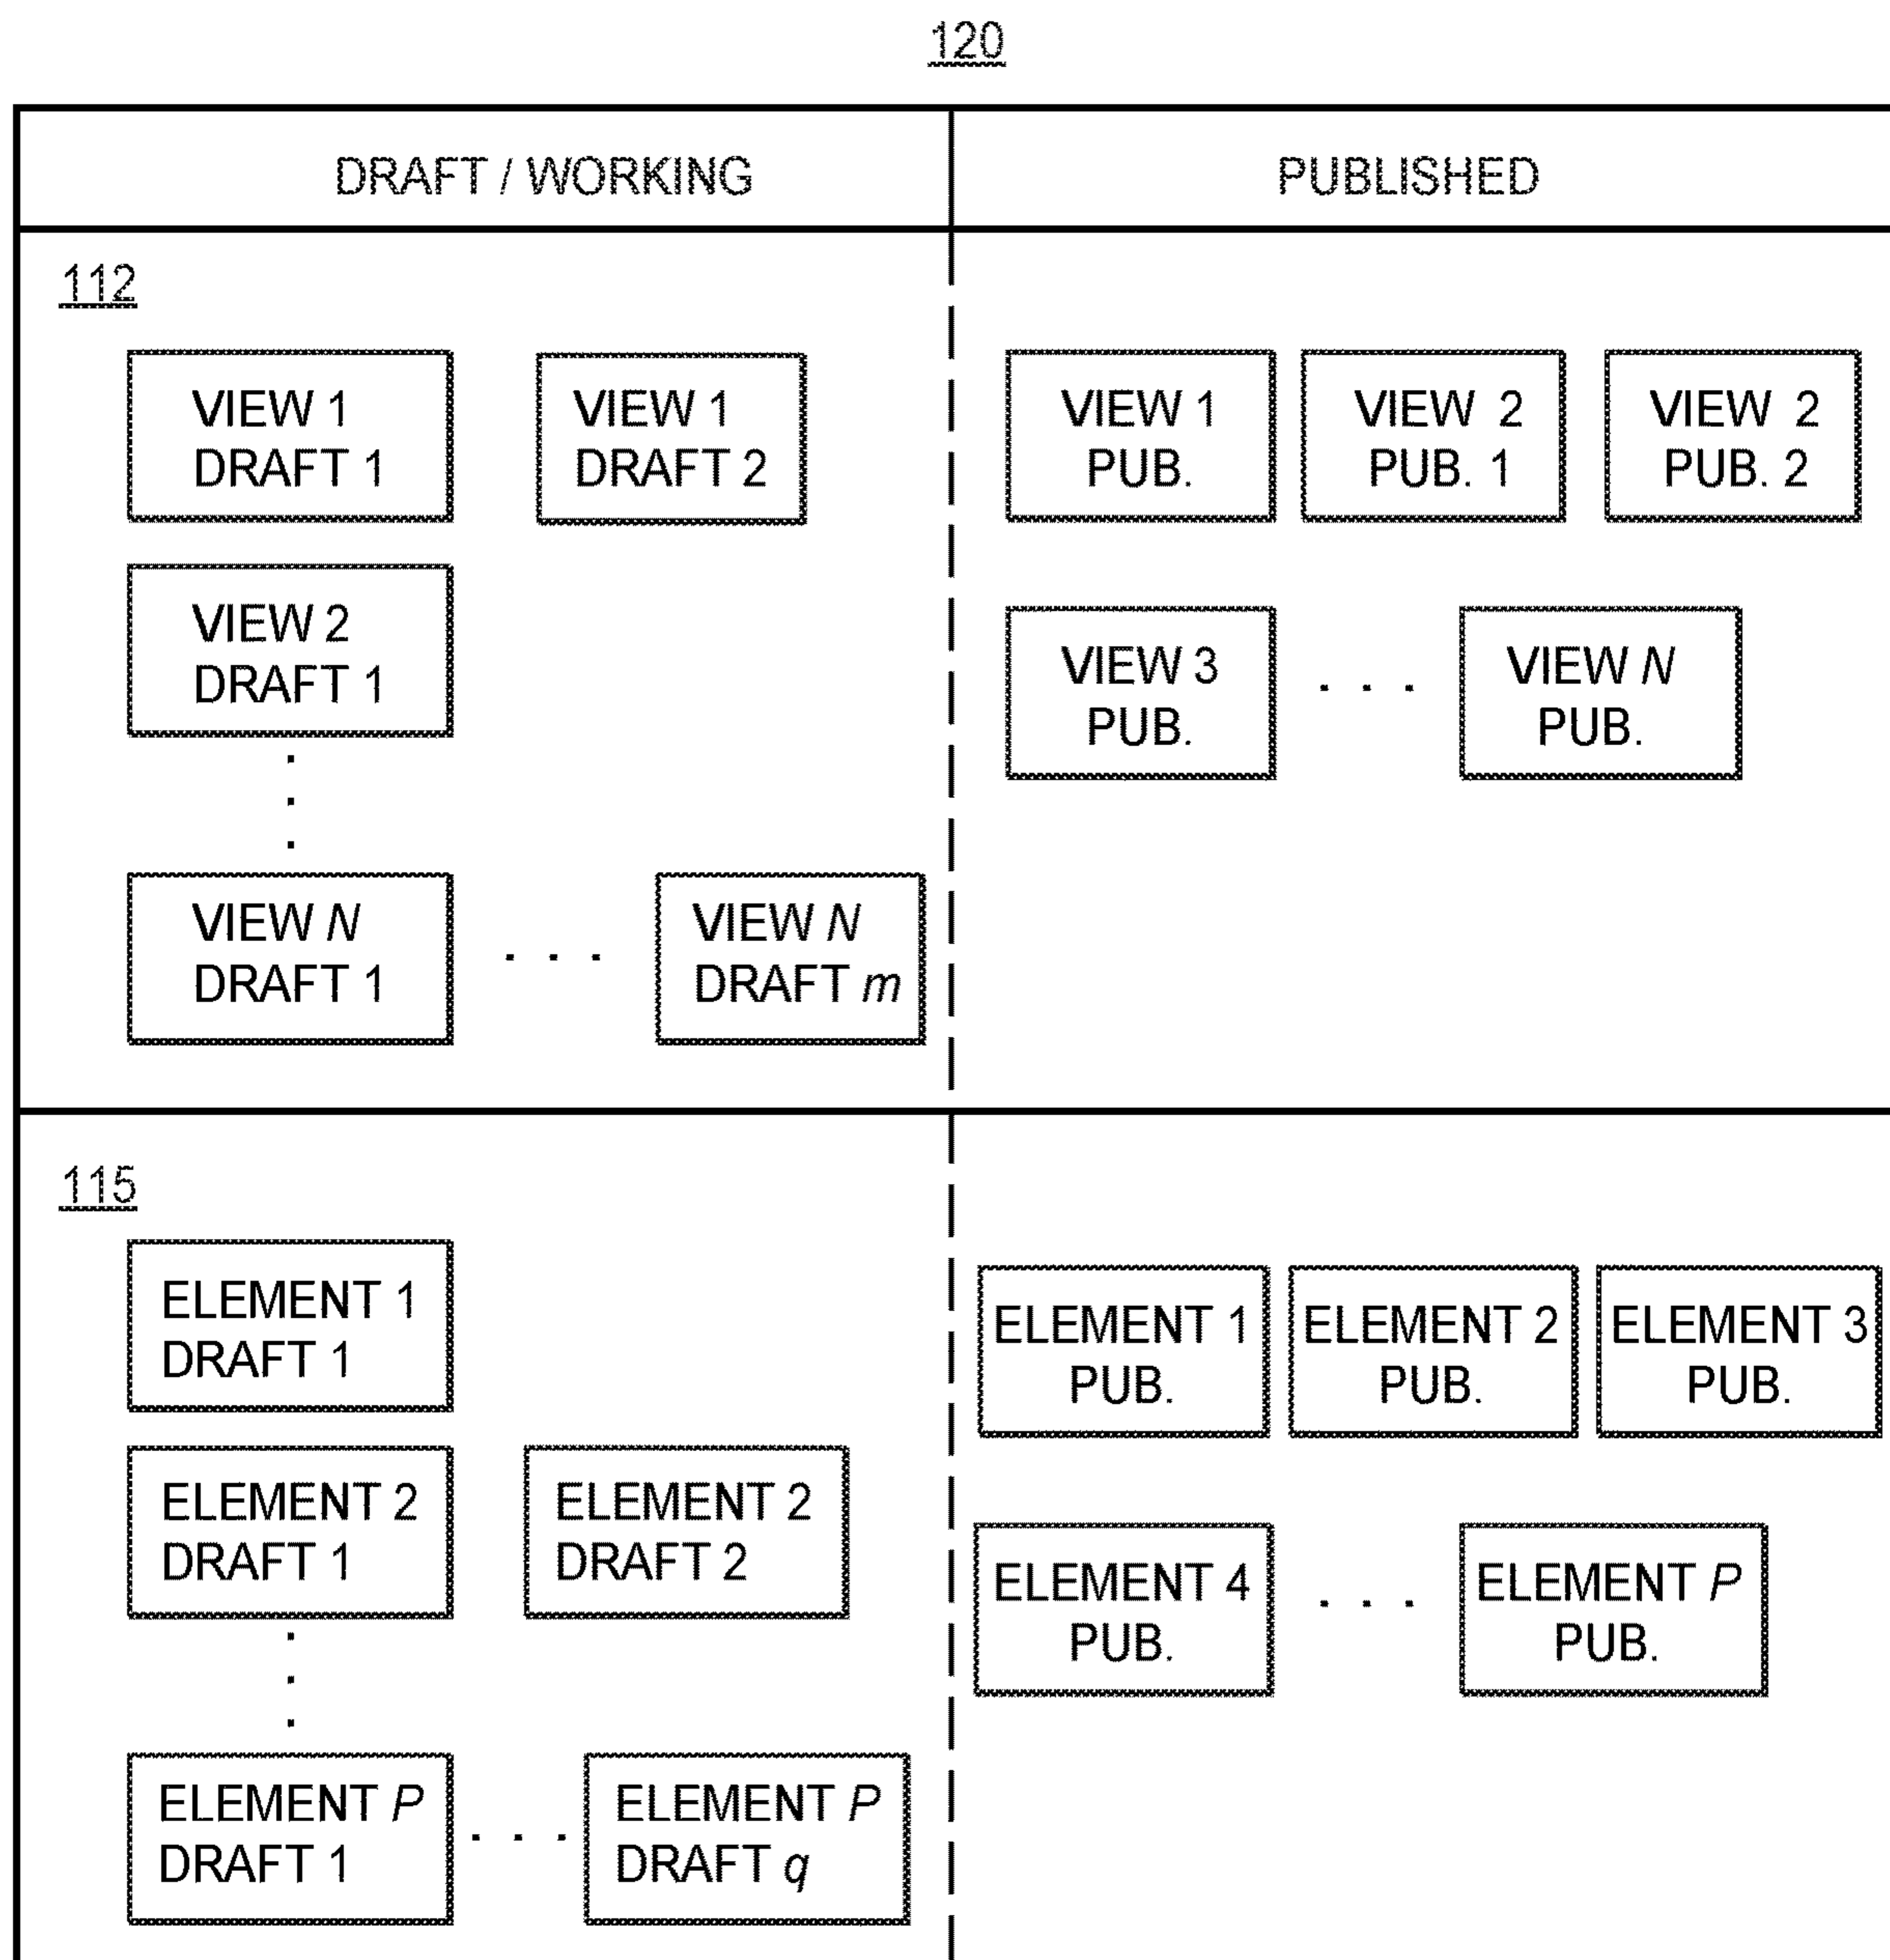 120
DRAFT / WORKING
PUBLISHED
112
VIEW 1
DRAFT 1
VIEW 1
DRAFT 2
VIEW 2
DRAFT 1
.
.
.
VIEW N
DRAFT 1
. . .
VIEW N
DRAFT m
VIEW 1
PUB.
VIEW 2
PUB. 1
VIEW 2
PUB. 2
VIEW 3
PUB.
. . .
VIEW N
PUB.
115
ELEMENT 1
DRAFT 1
ELEMENT 2
DRAFT 1
ELEMENT 2
DRAFT 2
.
.
.
ELEMENT P
DRAFT 1
. . .
ELEMENT P
DRAFT q
ELEMENT 1
PUB.
ELEMENT 2
PUB.
ELEMENT 3
PUB.
ELEMENT 4
PUB.
. . .
ELEMENT P
PUB.